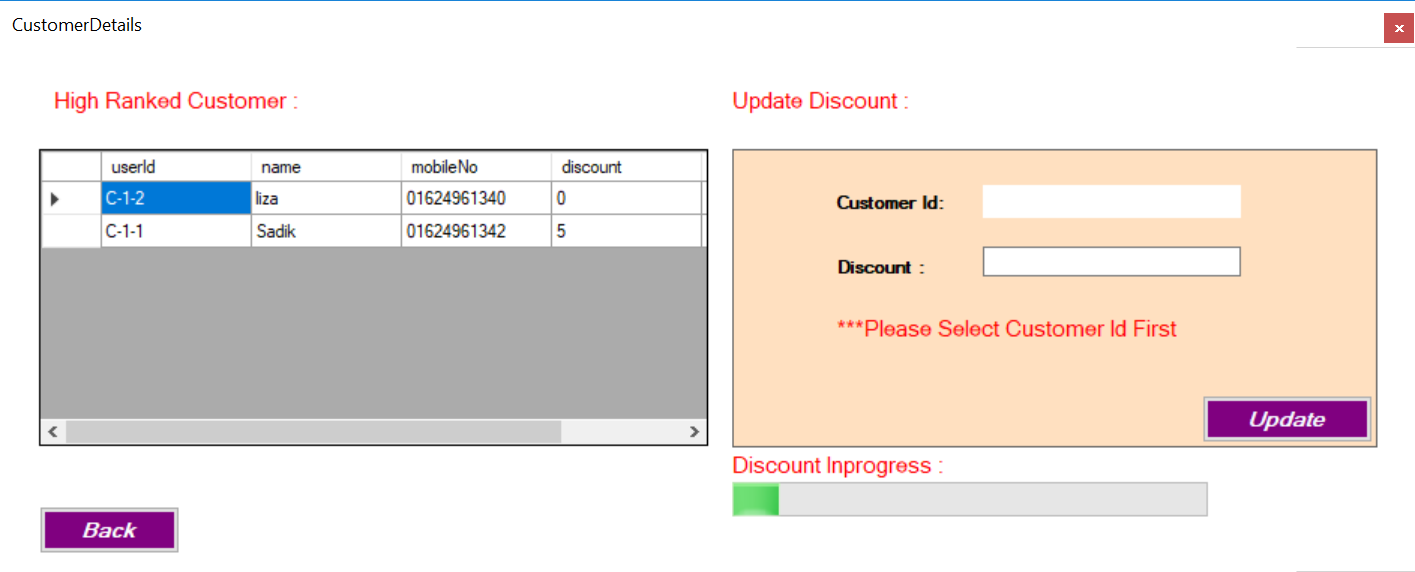 CustomerDetails
x
High Ranked Customer :
userId name mobileNo discount
C-1-2 liza 01624961340 0
C-1-1 Sadik 01624961342 5
Back
Update Discount :
Customer Id:
Discount :
***Please Select Customer Id First
Update
Discount Inprogress :